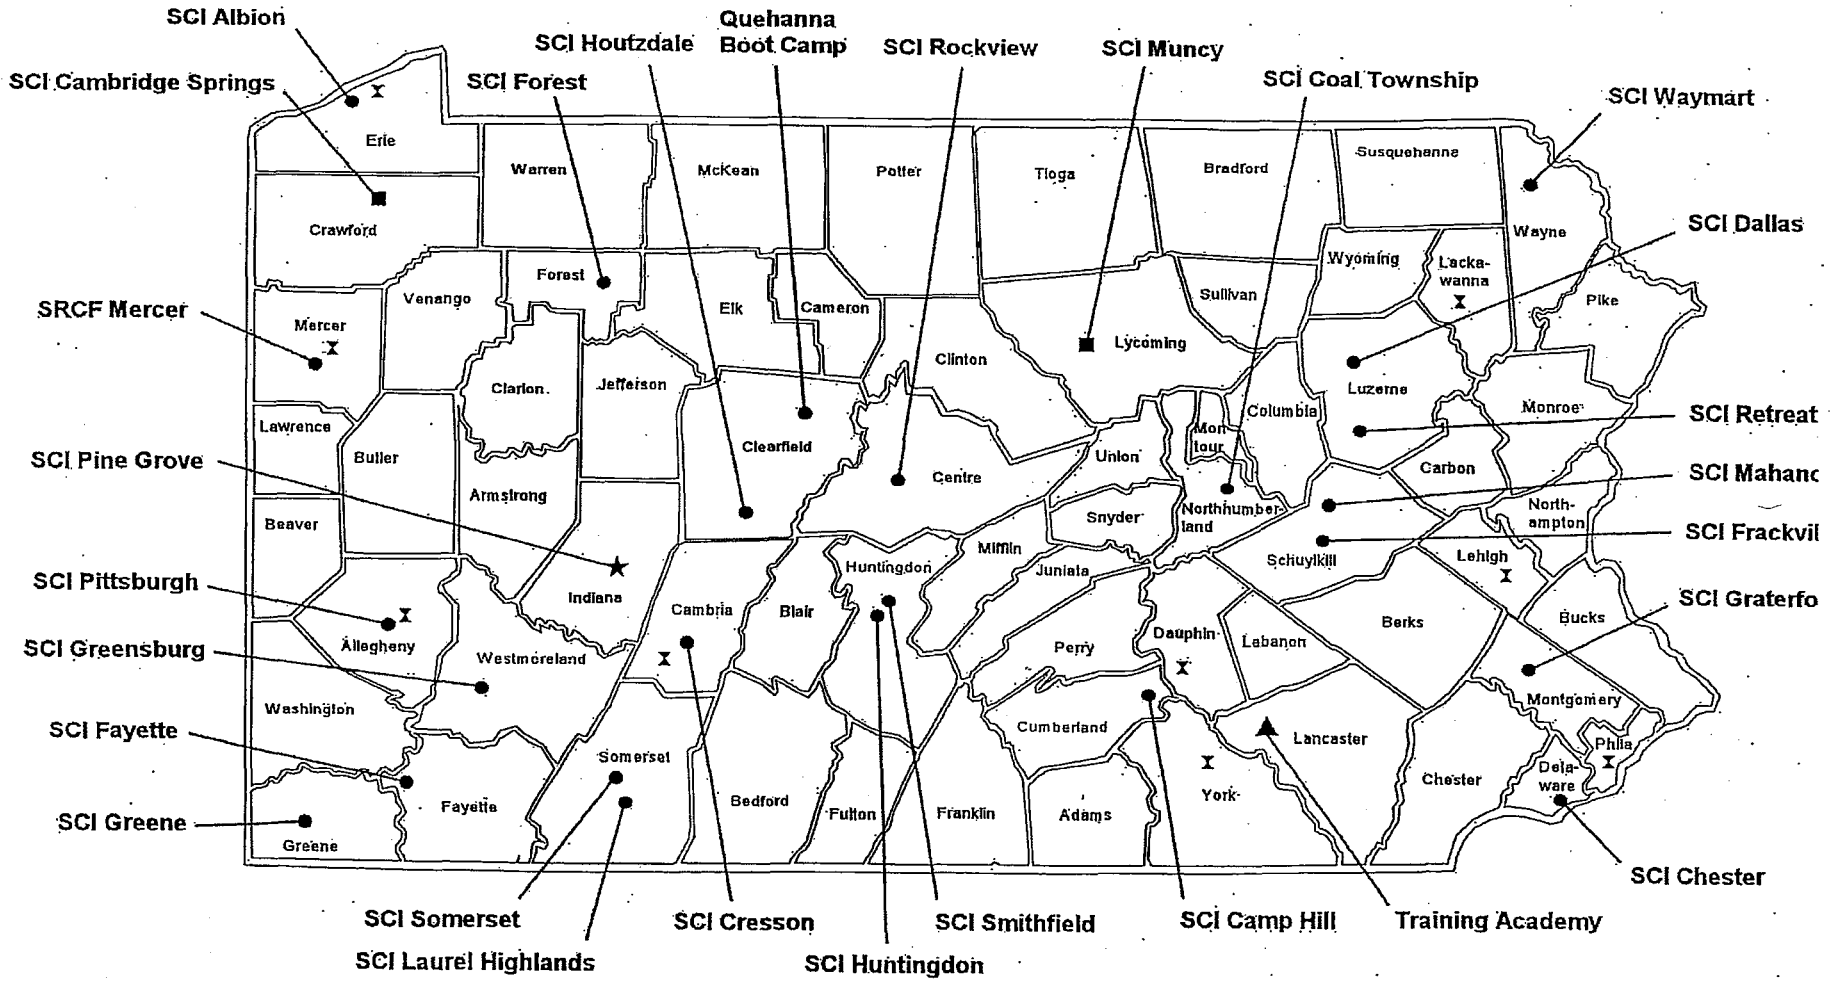 SCI Albion
Quehanna
Boot Camp
SCI Houtzdale
SCI Rockview
SCI Muncy
SCI Cambridge Springs
SCI Forest
SCI Coal Township
SCI Waymart
Erie
Warren
McKean
Potter
Tioga
Bradford
Susquehanna
Crawford
Wayne
SCI Dallas
Forest
Venango
Elk
Cameron
Sullivan
Wyoming
Lacka-
wanna
Pike
SRCF Mercer
Mercer
Clinton
Lycoming
Clarion
Jefferson
Luzerne
Lawrence
Columbia
Monroe
SCI Retreat
Mon
tour
Butler
Clearfield
Centre
Union
Carbon
SCI Pine Grove
SCI Mahanc
Armstrong
Beaver
Snyder
Northhumber-
land
North-
ampton
SCI Frackvil
Mifflin
Schuylkill
Lehigh
Huntingdon
Juniata
SCI Pittsburgh
Indiana
Cambria
Blair
SCI Graterfo
Allegheny
Perry
Dauphin
Lebanon
Berks
Bucks
SCI Greensburg
Westmoreland
Washington
Cumberland
Montgomery
SCI Fayette
Somerset
Lancaster
Phila
Dela-
ware
Chester
York
Fayette
Bedford
Fulton
Franklin
Adams
SCI Greene
Greene
SCI Chester
SCI Somerset
SCI Cresson
SCI Smithfield
SCI Camp Hill
Training Academy
SCI Laurel Highlands
SCI Huntingdon